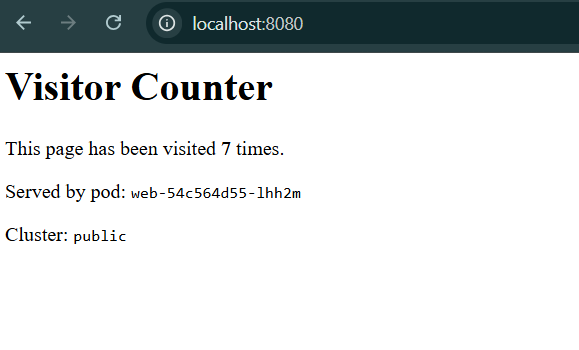 localhost:8080
Visitor Counter
This page has been visited 7 times.
Served by pod: web-54c564d55-lhh2m
Cluster: public